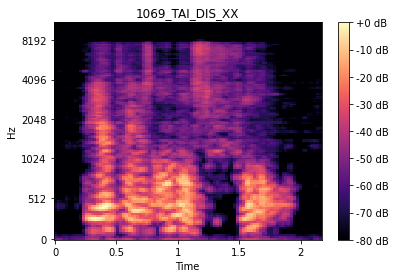 1069_TAI_DIS_XX
+0 dB
8192
-10 dB
4096
-20 dB
-30 dB
2048
Hz
-40 dB
1024
-50 dB
512
-60 dB
-70 dB
0
-80 dB
0
0.5
1
1.5
2
Time